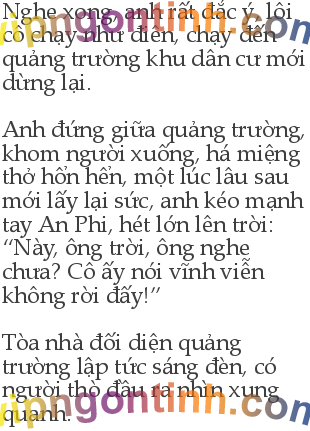 Nghe xong, anh rất đắc ý, lôi
cô chạy như điên, chạy đến
quảng trường khu dân cư mới
dừng lại.
Anh đứng giữa quảng trường,
khom người xuống, há miệng
thở hổn hển, một lúc lâu sau
mới lấy lại sức, anh kéo mạnh
tay An Phi, hét lớn lên trời:
“Này, ông trời, ông nghe
chưa? Cô ấy nói vĩnh viễn
không rời đấy!”
Tòa nhà đối diện quảng
trường lập tức sáng đèn, có
người thò đầu ra nhìn xung
quanh.
vipngontinh.com
vipngontinh.com